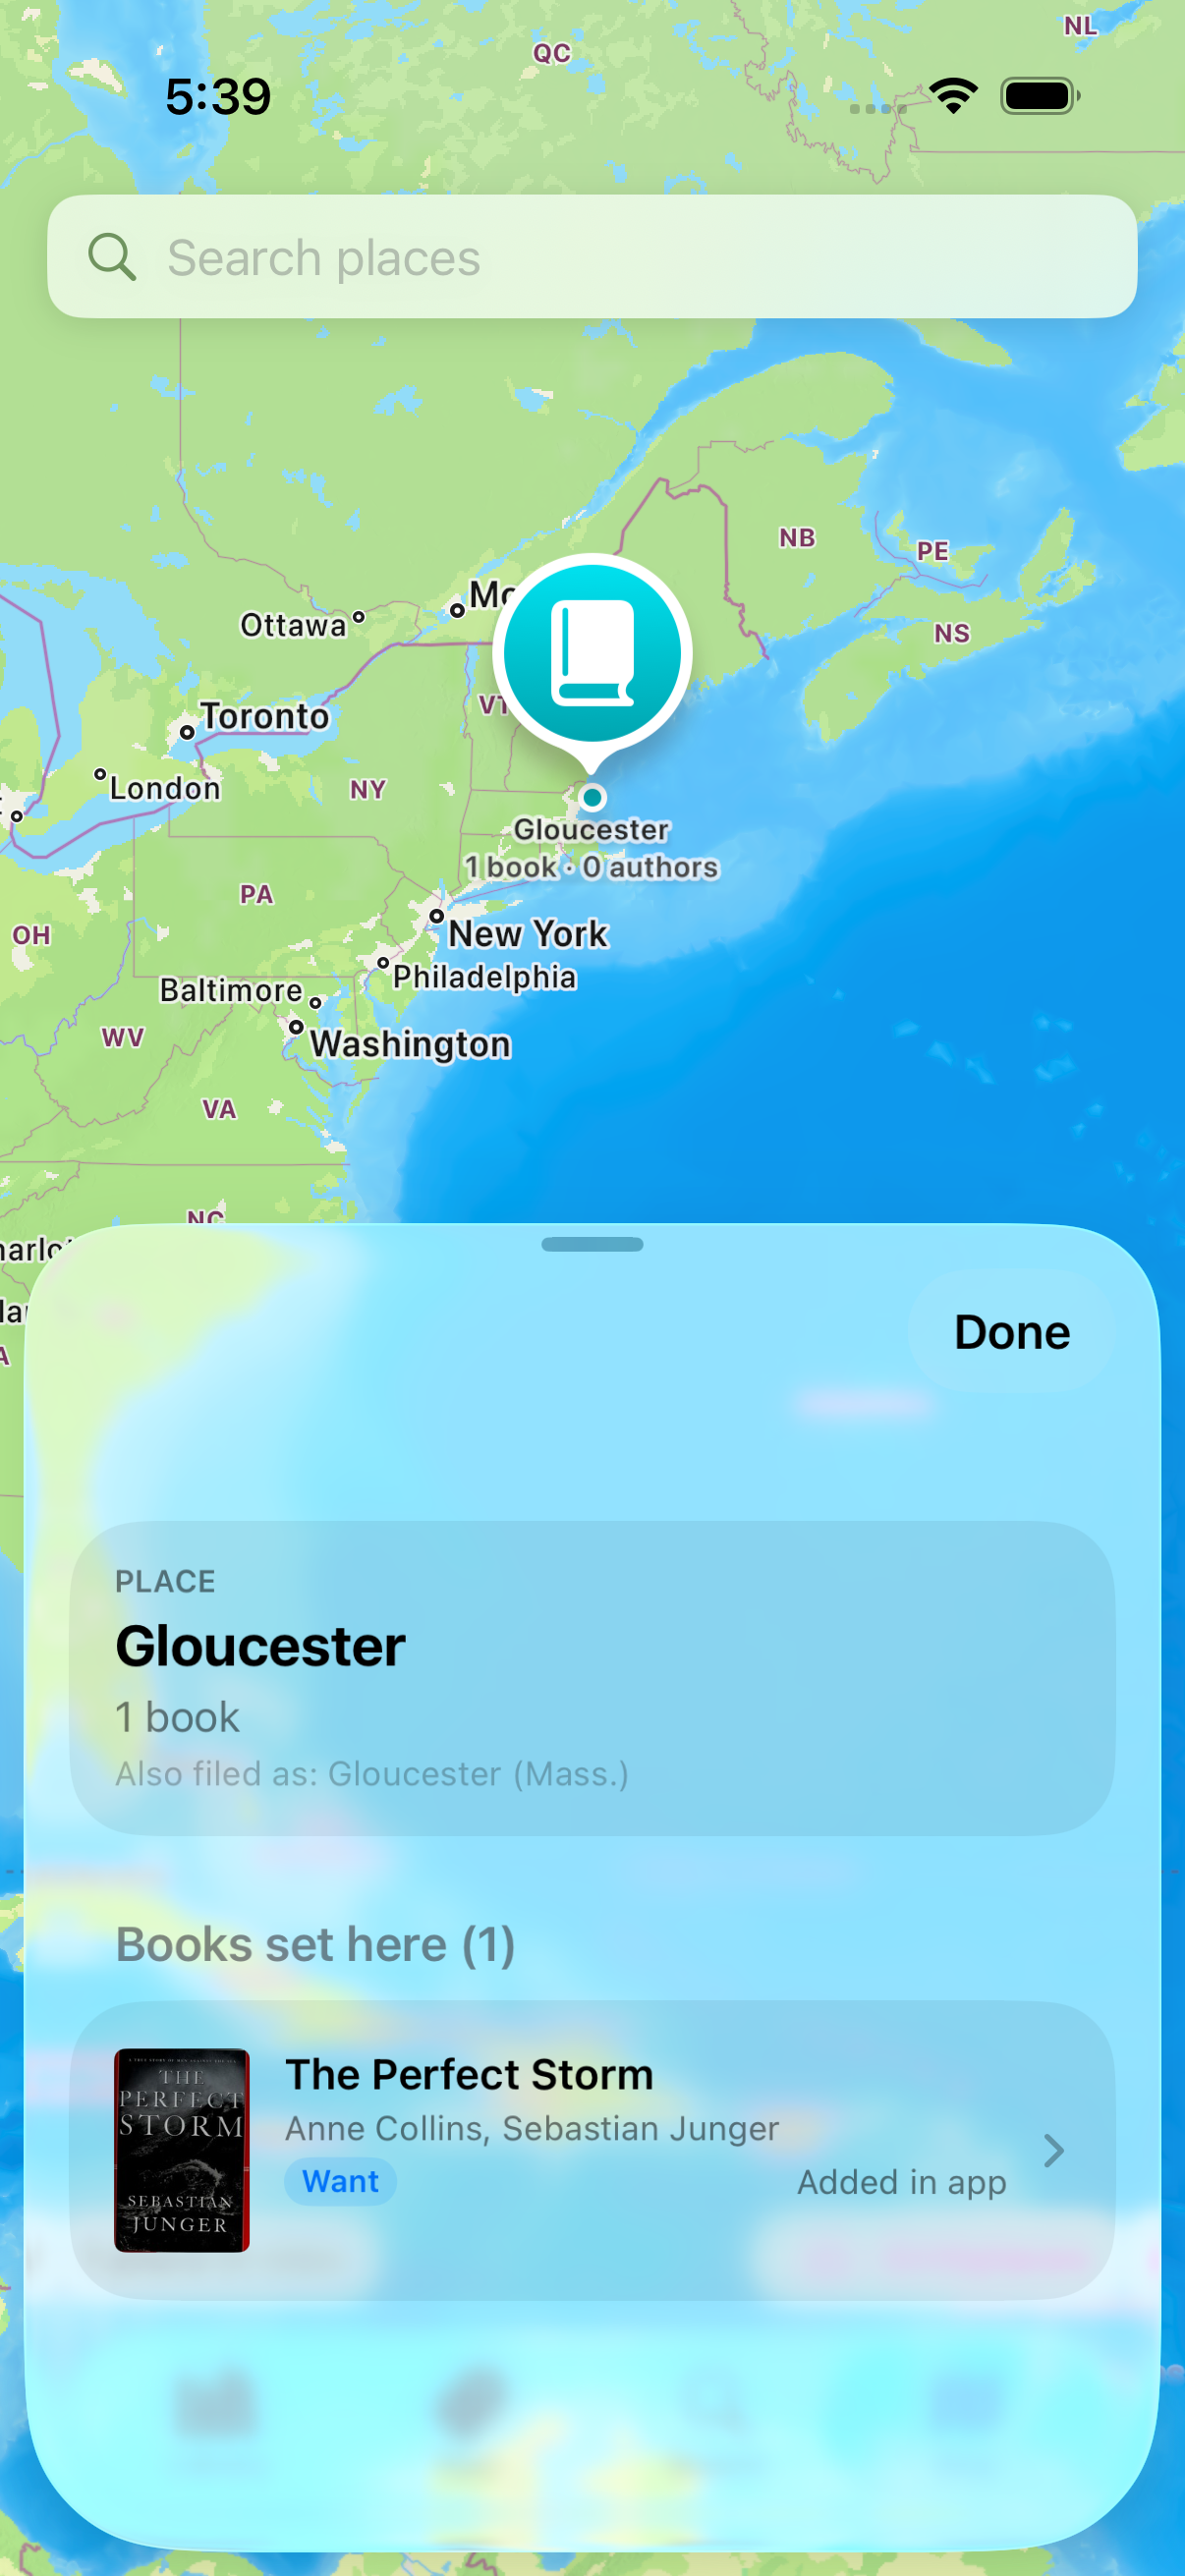 NL
QC
5:39
Search places
NB
PE
NS
Ottawa
Mo
Toronto
VT
London
NY
Gloucester
1 book · 0 authors
PA
New York
OH
Philadelphia
Baltimore
WV
Washington
VA
NC
Done
PLACE
Gloucester
1 book
Also filed as: Gloucester (Mass.)
Books set here (1)
THE
PERFECT
STORM
SEBASTIAN
JUNGER
The Perfect Storm
Anne Collins, Sebastian Junger
Want
Added in app